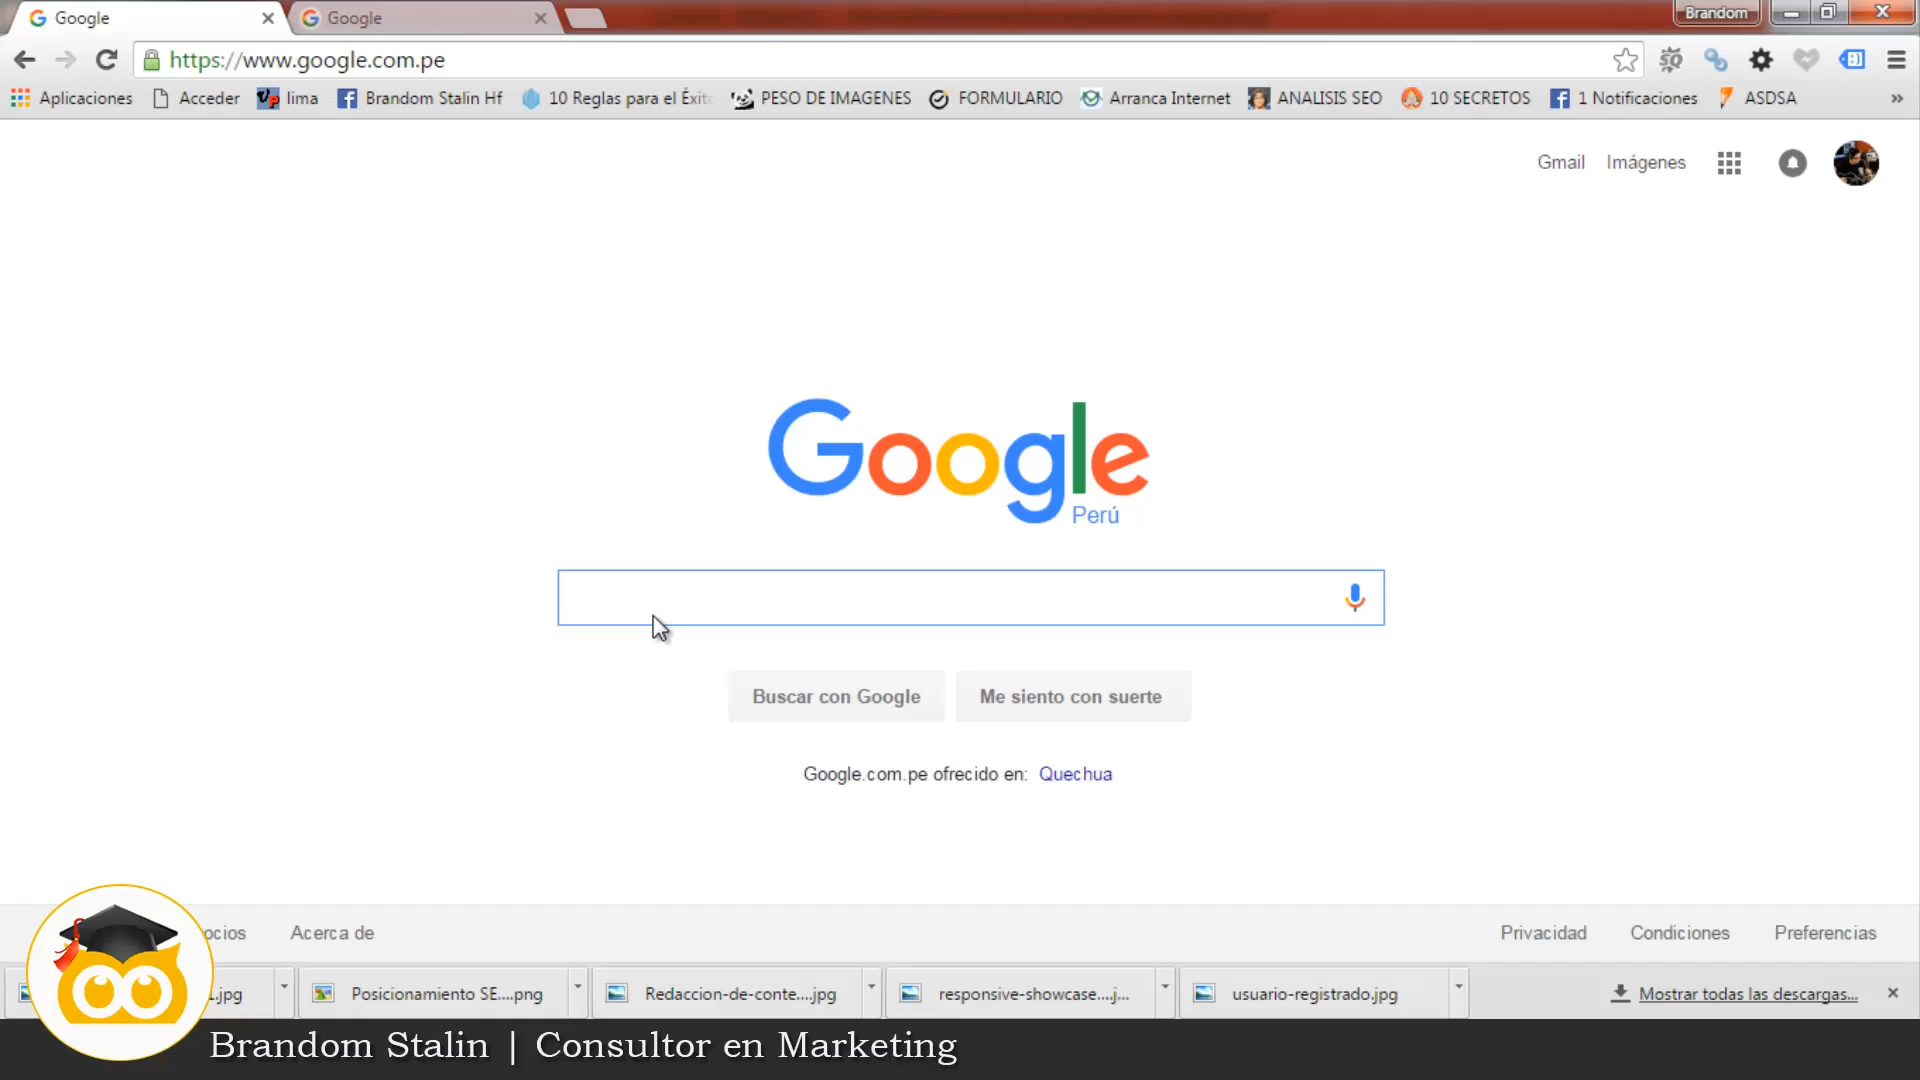 Google
Google
Brandom
https://www.google.com.pe
Aplicaciones
Acceder
lima
Brandom Stalin Hf
10 Reglas para el Éxit
PESO DE IMAGENES
FORMULARIO
Arranca Internet
ANALISIS SEO
10 SECRETOS
1 Notificaciones
ASDSA
»
Gmail
Imágenes
Google
Perú
Buscar con Google
Me siento con suerte
Google.com.pe ofrecido en: Quechua
ocios
Acerca de
Privacidad
Condiciones
Preferencias
.jpg
Posicionamiento SE....png
Redaccion-de-conte....jpg
responsive-showcase....j...
usuario-registrado.jpg
Mostrar todas las descargas...
Brandom Stalin | Consultor en Marketing